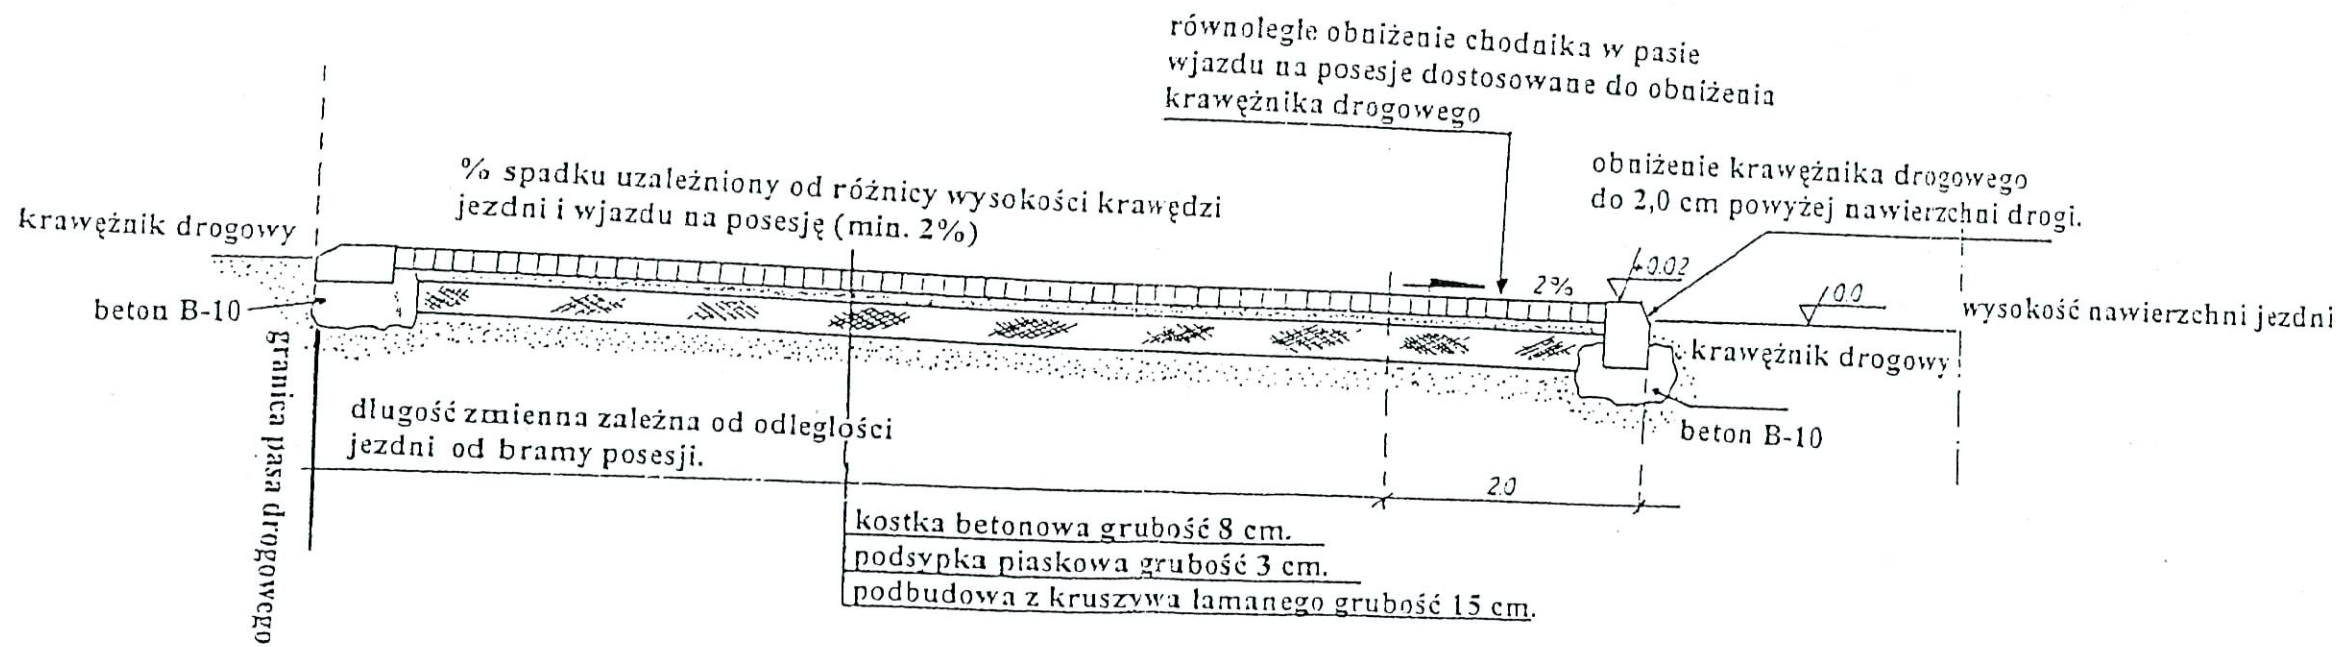 równoległe obniżenie chodnika w pasie
wjazdu na posesje dostosowane do obniżenia
krawężnika drogowego
% spadku uzależniony od różnicy wysokości krawędzi
jezdni i wjazdu na posesję (min. 2%)
obniżenie krawężnika drogowego
do 2,0 cm powyżej nawierzchni drogi.
krawężnik drogowy
beton B-10
2%
+0.02
0.0
wysokość nawierzchni jezdni
krawężnik drogowy
beton B-10
granica pasa drogowego
długość zmienna zależna od odległości
jezdni od bramy posesji.
2.0
kostka betonowa grubość 8 cm.
podsypka piaskowa grubość 3 cm.
podbudowa z kruszywa łamanego grubość 15 cm.